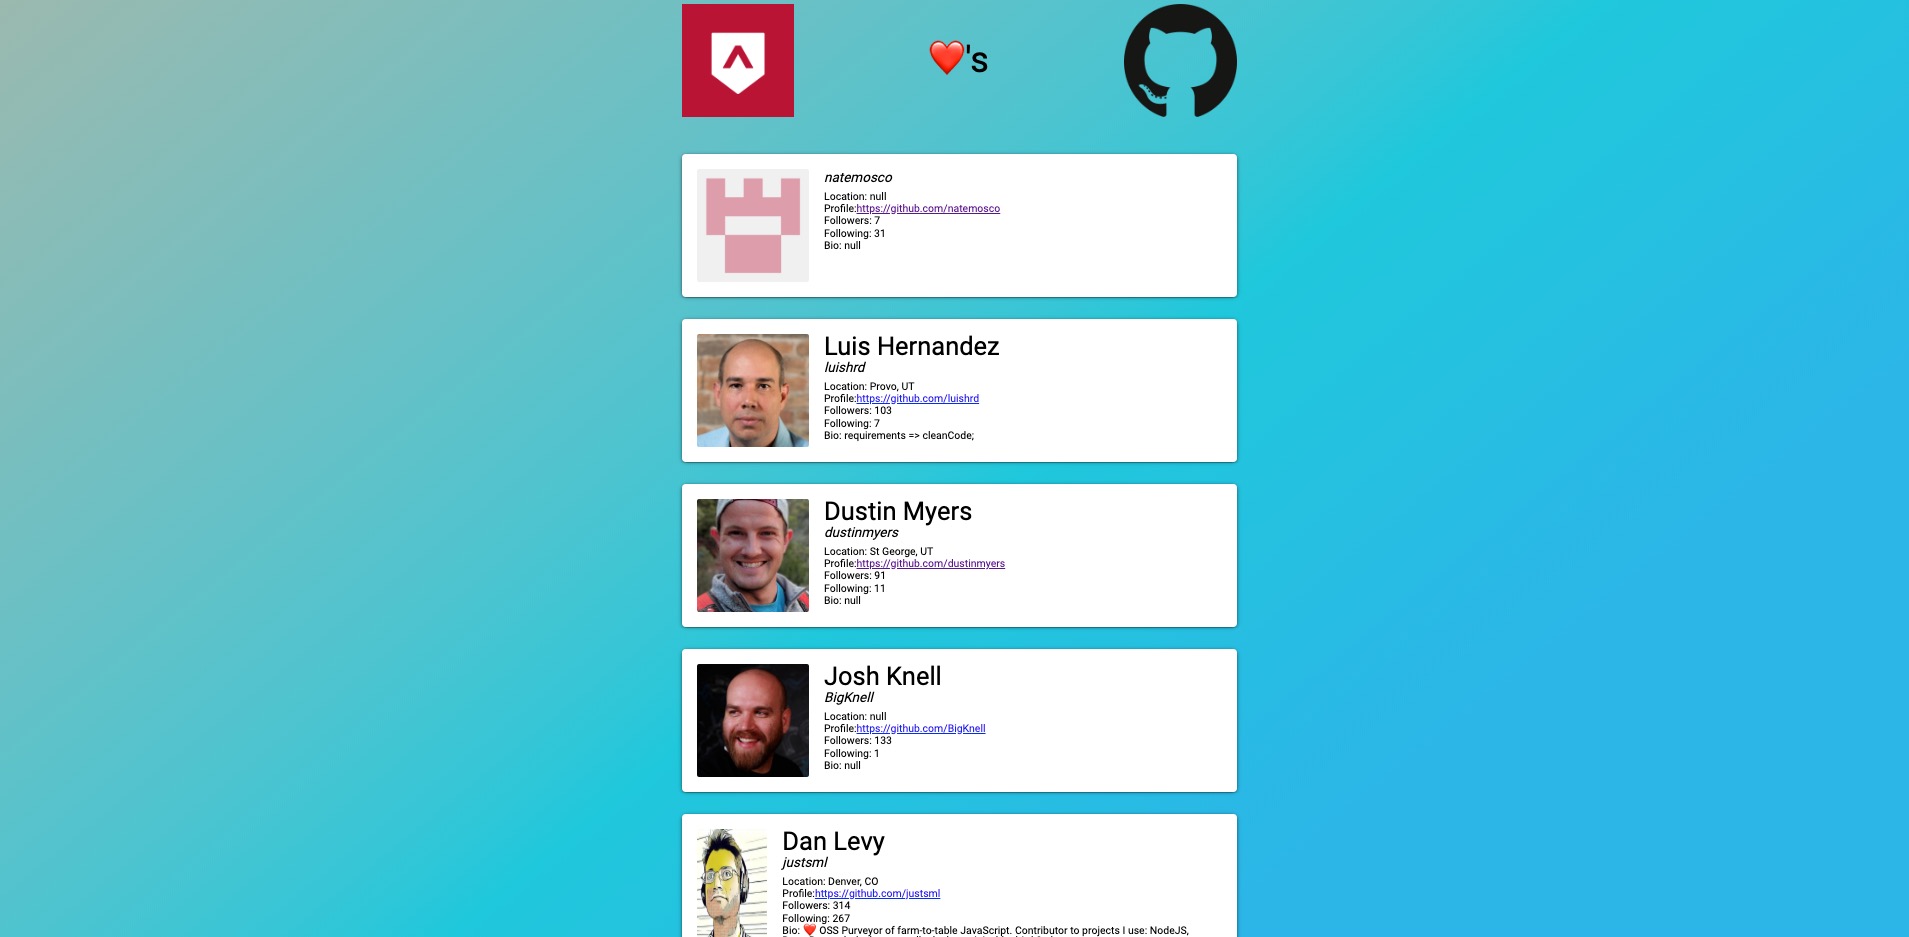 ❤️'s
natemosco
Location: null
Profile:https://github.com/natemosco
Followers: 7
Following: 31
Bio: null
Luis Hernandez
luishrd
Location: Provo, UT
Profile:https://github.com/luishrd
Followers: 103
Following: 7
Bio: requirements => cleanCode;
Dustin Myers
dustinmyers
Location: St George, UT
Profile:https://github.com/dustinmyers
Followers: 91
Following: 11
Bio: null
Josh Knell
BigKnell
Location: null
Profile:https://github.com/BigKnell
Followers: 133
Following: 1
Bio: null
Dan Levy
justsml
Location: Denver, CO
Profile:https://github.com/justsml
Followers: 314
Following: 267
Bio: ❤️ OSS Purveyor of farm-to-table JavaScript. Contributor to projects I use: NodeJS,